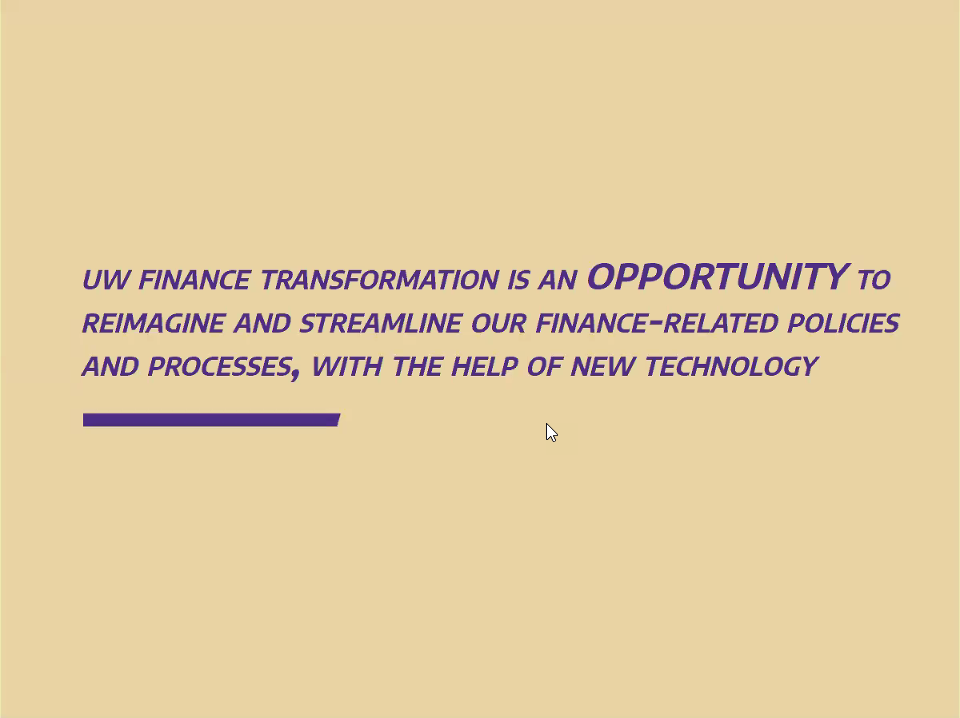 UW FINANCE TRANSFORMATION IS AN OPPORTUNITY TO
REIMAGINE AND STREAMLINE OUR FINANCE-RELATED POLICIES
AND PROCESSES, WITH THE HELP OF NEW TECHNOLOGY